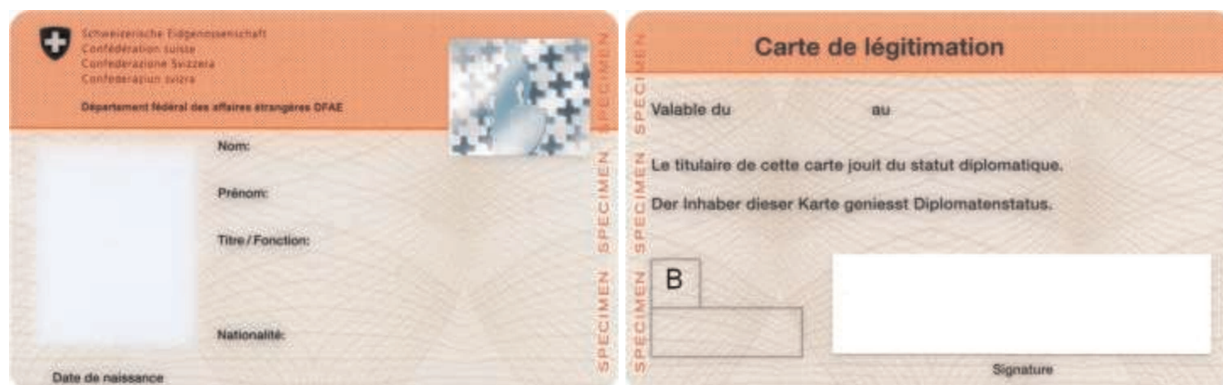 Schweizerische Eidgenossenschaft
Confédération suisse
Confederazione Svizzera
Confederaziun svizra
Département fédéral des affaires étrangères DFAE
Nom:
Prénom:
Titre / Fonction:
Nationalité:
Date de naissance
SPECIMEN SPECIMEN SPECIMEN
SPECIMEN SPECIMEN SPECIMEN
Carte de légitimation
Valable du au
Le titulaire de cette carte jouit du statut diplomatique.
Der Inhaber dieser Karte geniesst Diplomatenstatus.
B
Signature